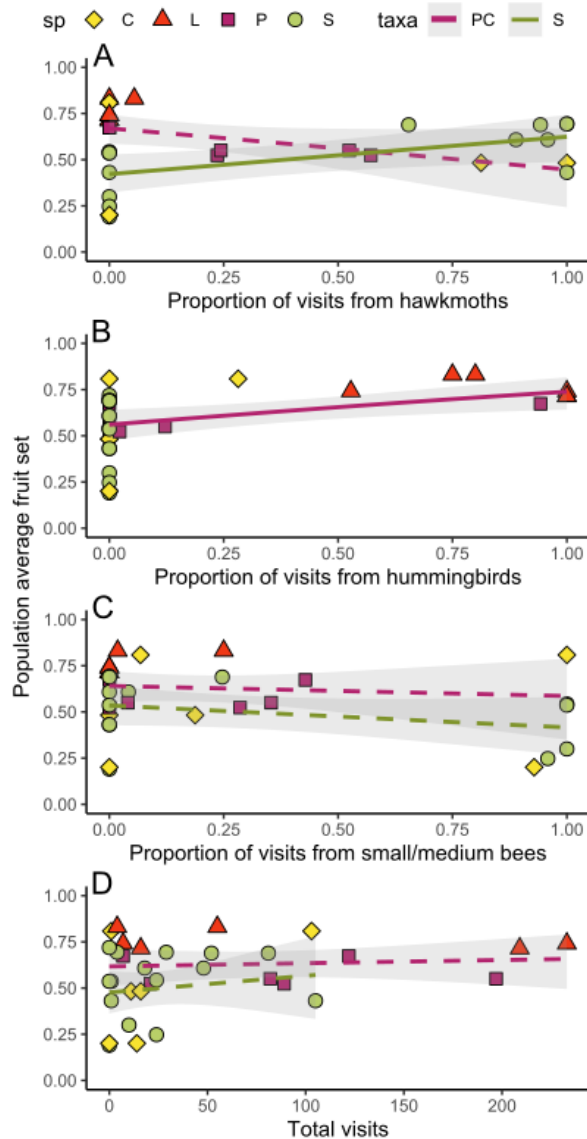 sp C L P S taxa PC S
A
1.00
0.75
0.50
0.25
0.00
0.00 0.25 0.50 0.75 1.00
Proportion of visits from hawkmoths
B
1.00
0.75
0.50
0.25
0.00
0.00 0.25 0.50 0.75 1.00
Proportion of visits from hummingbirds
Population average fruit set
C
1.00
0.75
0.50
0.25
0.00
0.00 0.25 0.50 0.75 1.00
Proportion of visits from small/medium bees
D
1.00
0.75
0.50
0.25
0.00
0 50 100 150 200
Total visits